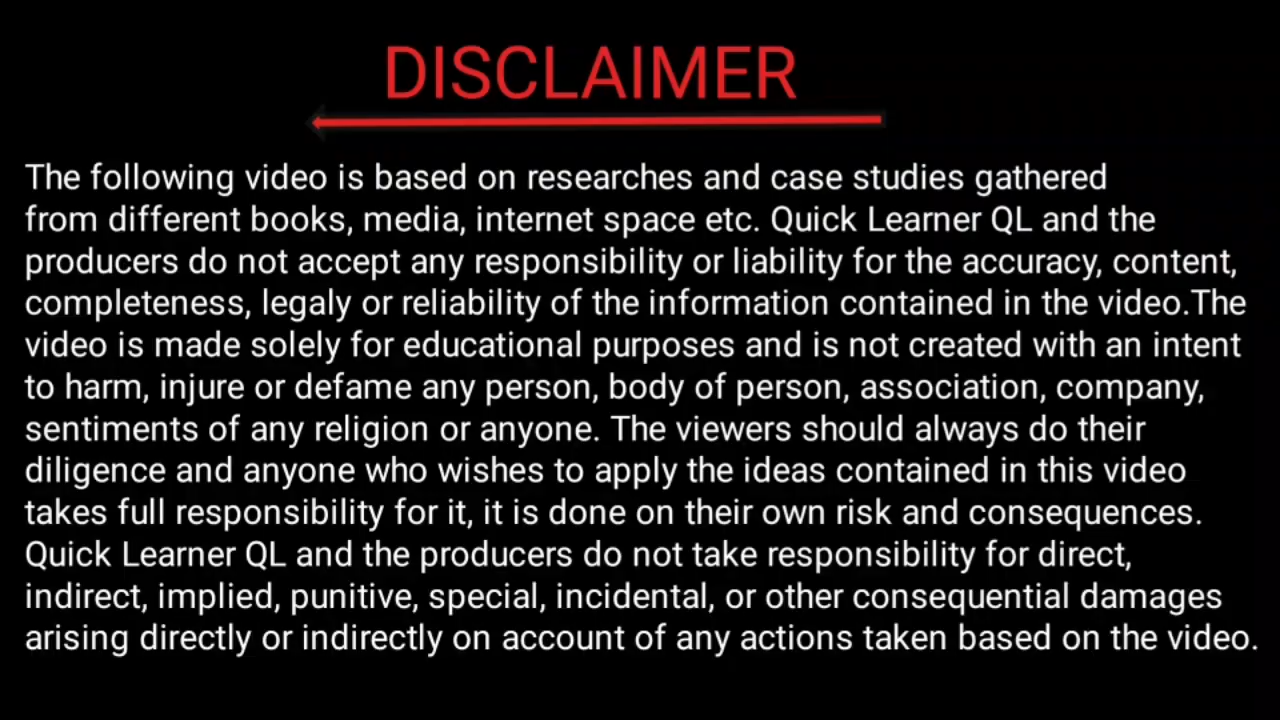 DISCLAIMER
The following video is based on researches and case studies gathered
from different books, media, internet space etc. Quick Learner QL and the
producers do not accept any responsibility or liability for the accuracy, content,
completeness, legaly or reliability of the information contained in the video.The
video is made solely for educational purposes and is not created with an intent
to harm, injure or defame any person, body of person, association, company,
sentiments of any religion or anyone. The viewers should always do their
diligence and anyone who wishes to apply the ideas contained in this video
takes full responsibility for it, it is done on their own risk and consequences.
Quick Learner QL and the producers do not take responsibility for direct,
indirect, implied, punitive, special, incidental, or other consequential damages
arising directly or indirectly on account of any actions taken based on the video.